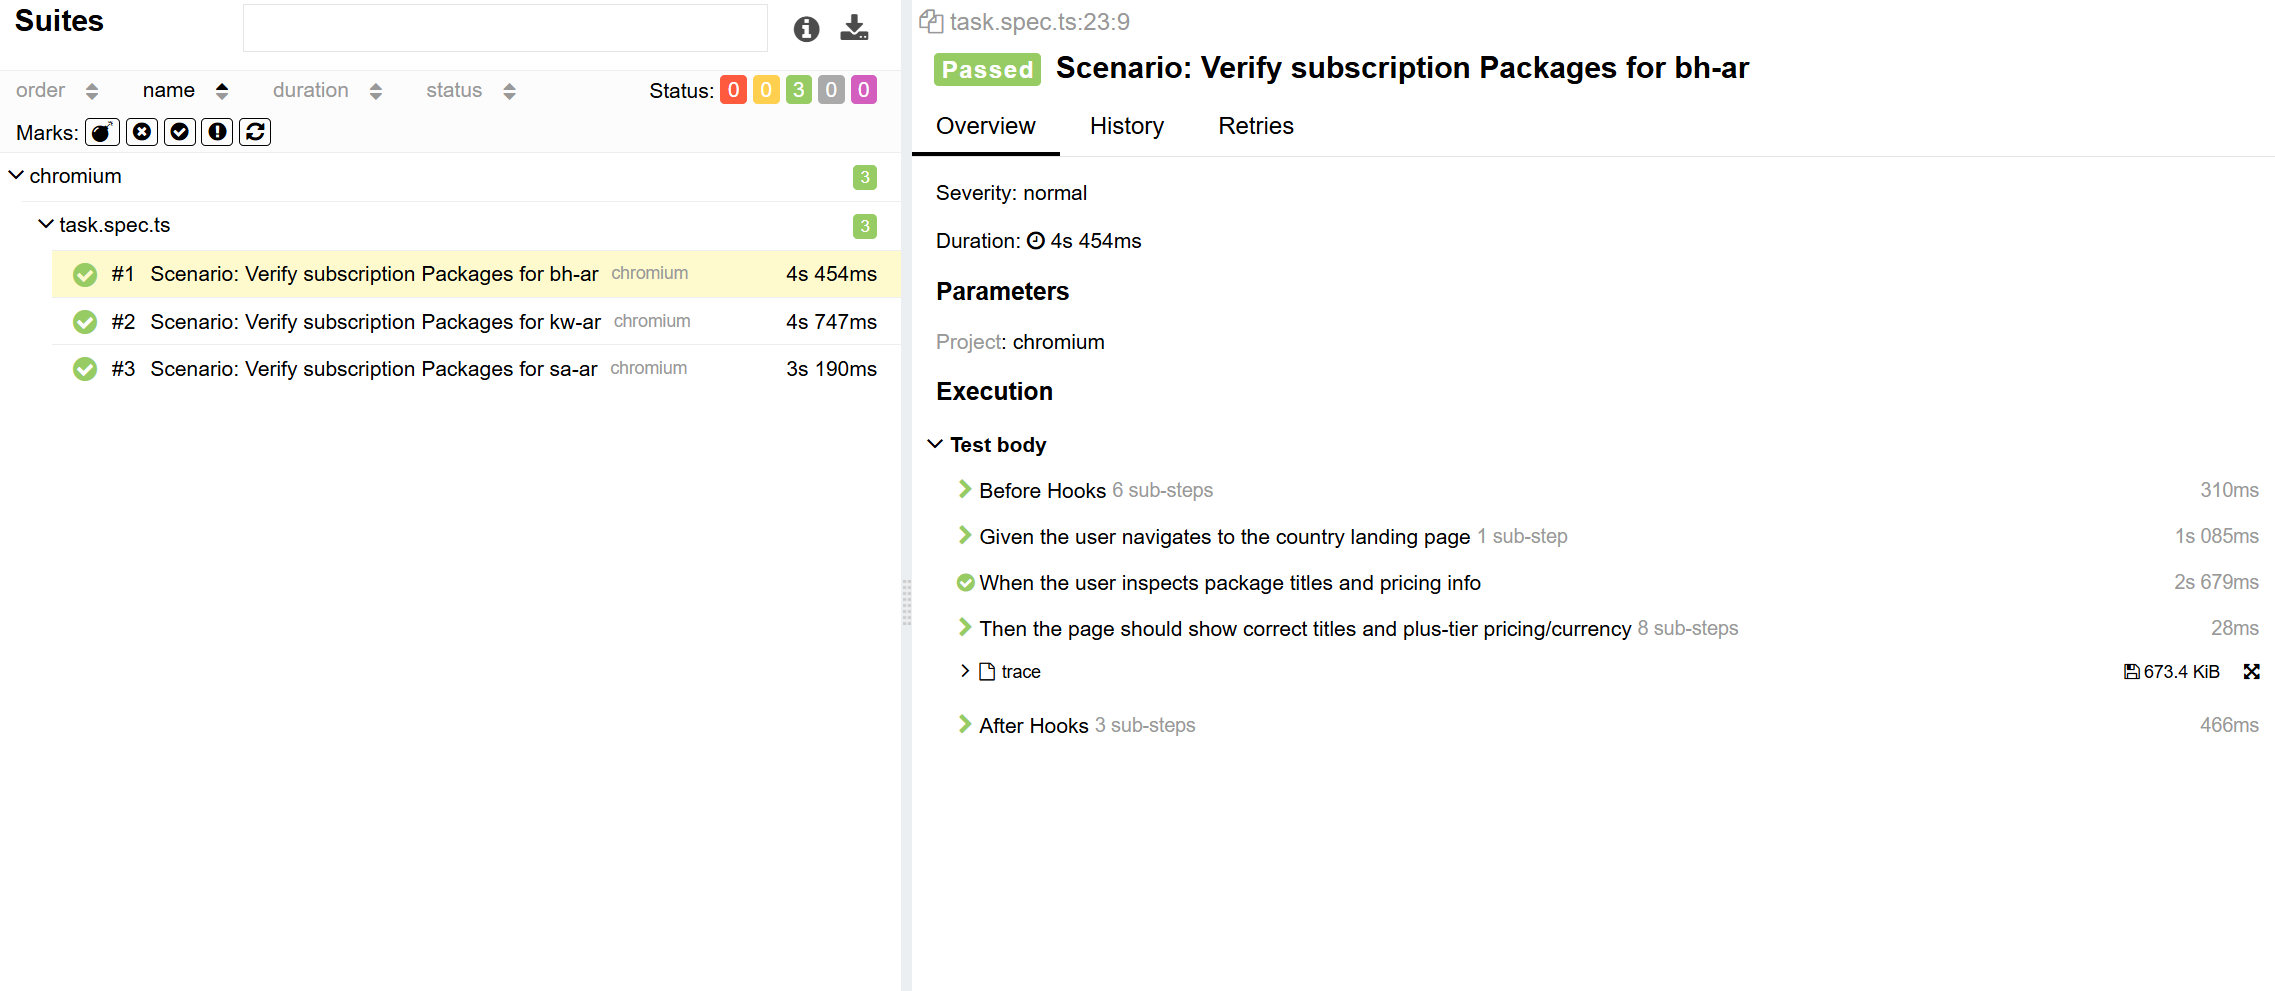 Suites
order name duration status Status: 0 0 3 0 0
Marks:
chromium 3
task.spec.ts 3
#1 Scenario: Verify subscription Packages for bh-ar chromium 4s 454ms
#2 Scenario: Verify subscription Packages for kw-ar chromium 4s 747ms
#3 Scenario: Verify subscription Packages for sa-ar chromium 3s 190ms
task.spec.ts:23:9
Passed Scenario: Verify subscription Packages for bh-ar
Overview History Retries
Severity: normal
Duration: 4s 454ms
Parameters
Project: chromium
Execution
Test body
Before Hooks 6 sub-steps 310ms
Given the user navigates to the country landing page 1 sub-step 1s 085ms
When the user inspects package titles and pricing info 2s 679ms
Then the page should show correct titles and plus-tier pricing/currency 8 sub-steps 28ms
trace 673.4 KiB
After Hooks 3 sub-steps 466ms